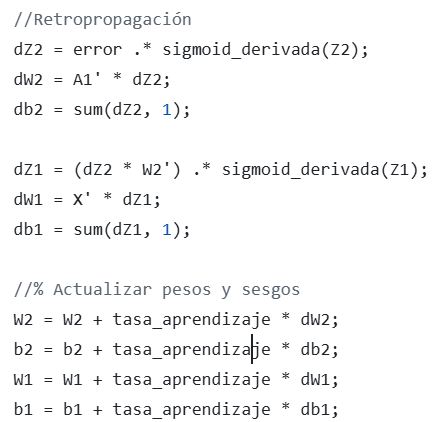 //Retropropagación
dZ2 = error .* sigmoid_derivada(Z2);
dW2 = A1' * dZ2;
db2 = sum(dZ2, 1);
dZ1 = (dZ2 * W2') .* sigmoid_derivada(Z1);
dW1 = X' * dZ1;
db1 = sum(dZ1, 1);
//% Actualizar pesos y sesgos
W2 = W2 + tasa_aprendizaje * dW2;
b2 = b2 + tasa_aprendizaje * db2;
W1 = W1 + tasa_aprendizaje * dW1;
b1 = b1 + tasa_aprendizaje * db1;